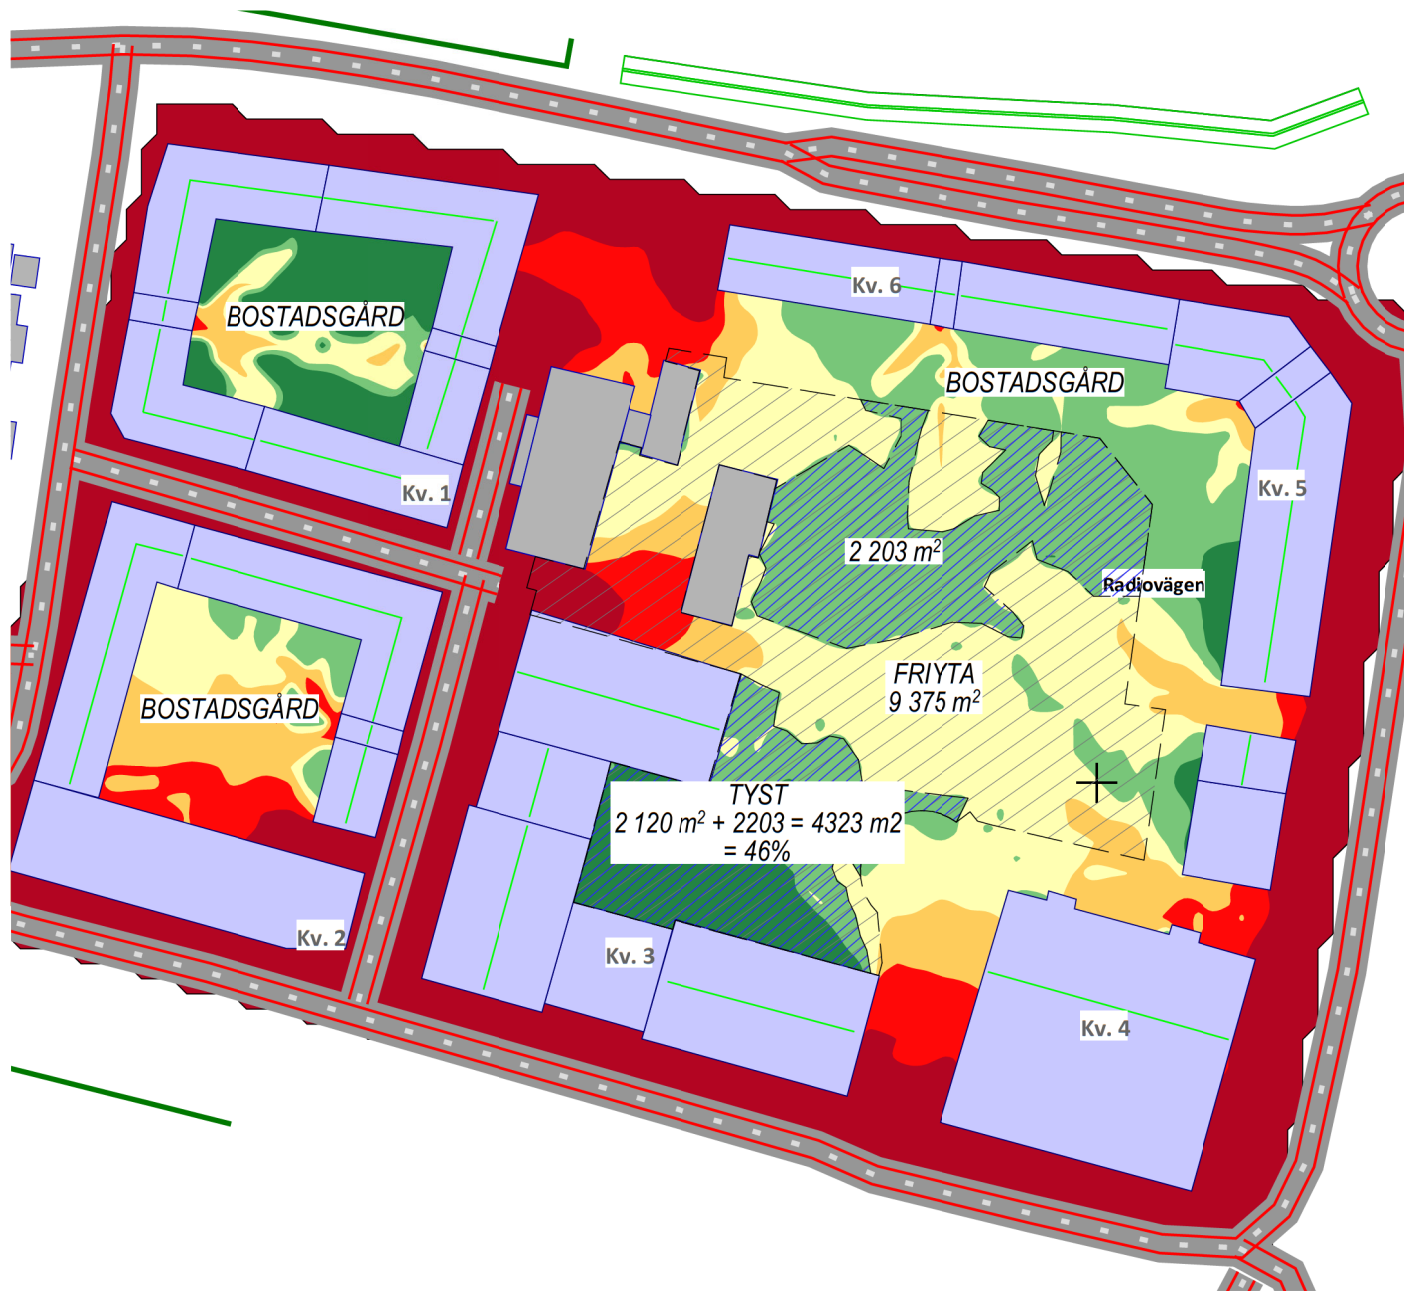 Kv. 6
BOSTADSGÅRD
BOSTADSGÅRD
Kv. 5
Kv. 1
2 203 m²
Radiovägen
FRIYTA
9 375 m²
BOSTADSGÅRD
TYST
2 120 m² + 2203 = 4323 m2
= 46%
Kv. 2
Kv. 3
Kv. 4